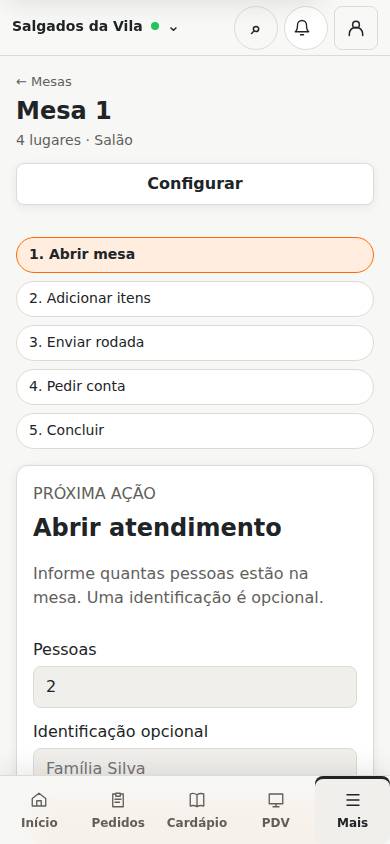 Salgados da Vila
← Mesas
Mesa 1
4 lugares · Salão
Configurar
1. Abrir mesa
2. Adicionar itens
3. Enviar rodada
4. Pedir conta
5. Concluir
PRÓXIMA AÇÃO
Abrir atendimento
Informe quantas pessoas estão na
mesa. Uma identificação é opcional.
Pessoas
2
Identificação opcional
Família Silva
Início
Pedidos
Cardápio
PDV
Mais